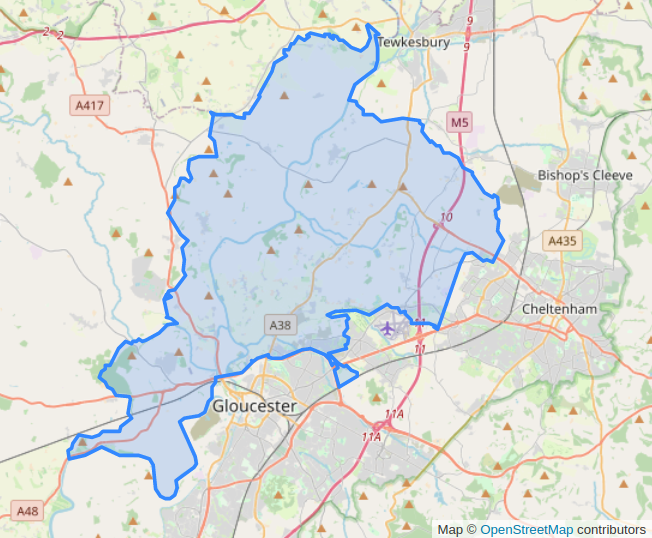 2 2
9
Tewkesbury
9
A417
M5
Bishop's Cleeve
10
A435
Cheltenham
A38
11
11
Gloucester
11A
11A
A48
Map © OpenStreetMap contributors